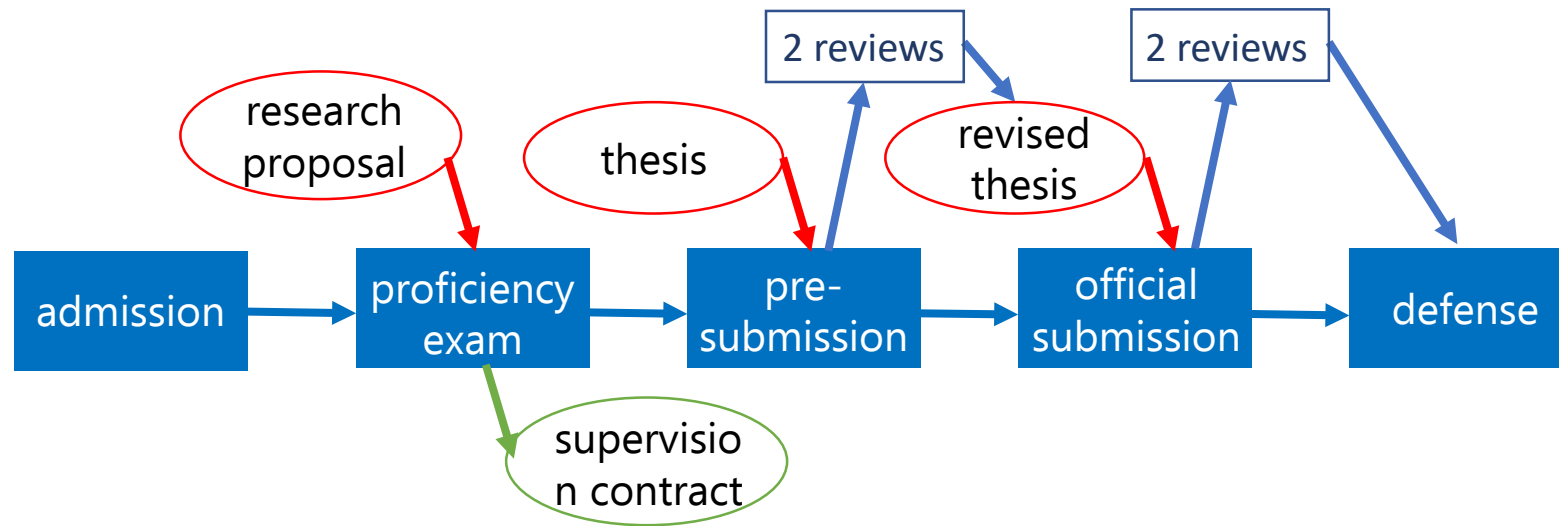 2 reviews
2 reviews
research
proposal
thesis
revised
thesis
admission
proficiency
exam
pre-
submission
official
submission
defense
supervisio
n contract